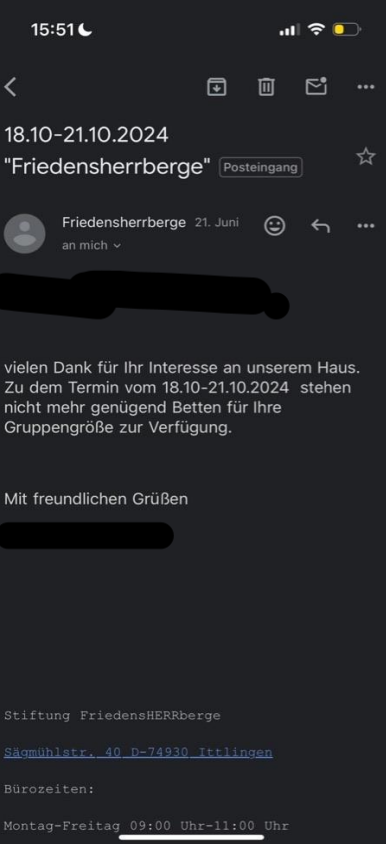 15:51
18.10-21.10.2024
"Friedensherrberge" Posteingang
Friedensherrberge 21. Juni
an mich
vielen Dank für Ihr Interesse an unserem Haus.
Zu dem Termin vom 18.10-21.10.2024 stehen
nicht mehr genügend Betten für Ihre
Gruppengröße zur Verfügung.
Mit freundlichen Grüßen
Stiftung FriedensHERRberge
Sägmühlstr. 40 D-74930 Ittlingen
Bürozeiten:
Montag-Freitag 09:00 Uhr-11:00 Uhr